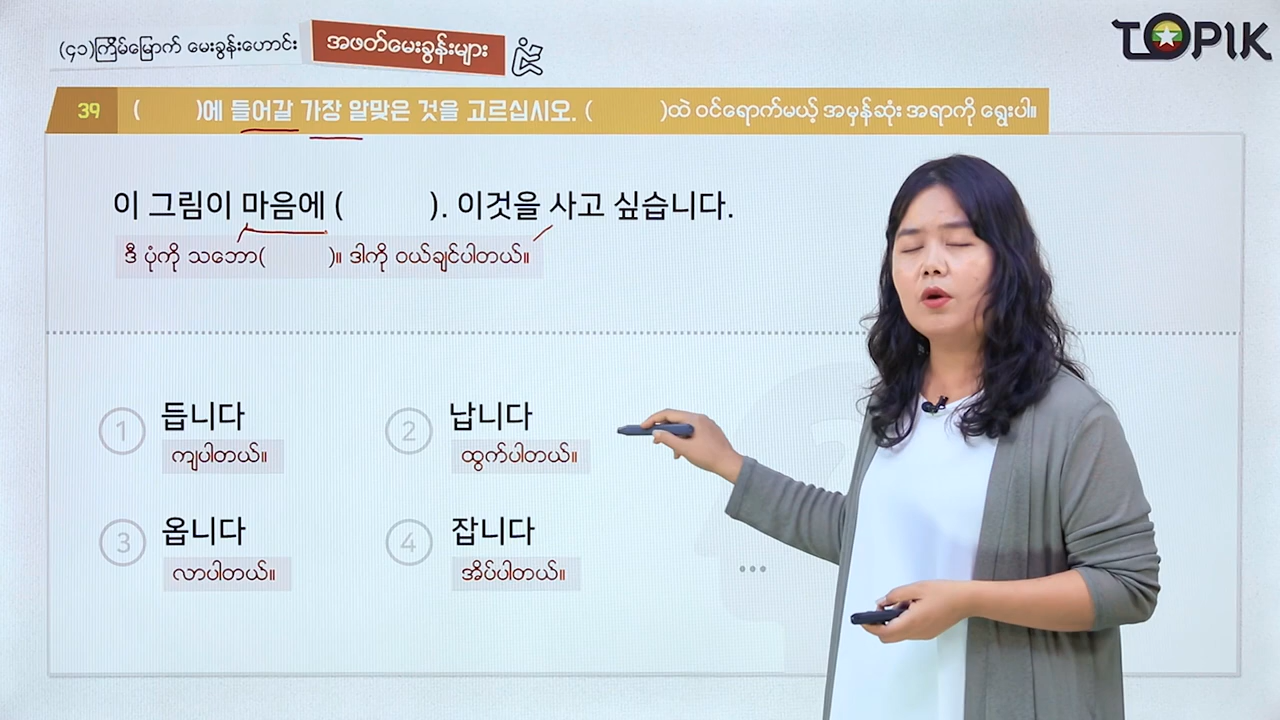 (၄၁)ကြိမ်မြောက် မေးခွန်းဟောင်း
အဖတ်မေးခွန်းများ
TOPIK
39 ( )에 들어갈 가장 알맞은 것을 고르십시오. ( )ထဲ ဝင်ရောက်မယ့် အမှန်ဆုံး အရာကို ရွေးပါ။
이 그림이 마음에 ( ). 이것을 사고 싶습니다.
ဒီ ပုံကို သဘော( )။ ဒါကို ဝယ်ချင်ပါတယ်။
1 듭니다
ကျပါတယ်။
2 납니다
ထွက်ပါတယ်။
3 옵니다
လာပါတယ်။
4 잡니다
အိပ်ပါတယ်။